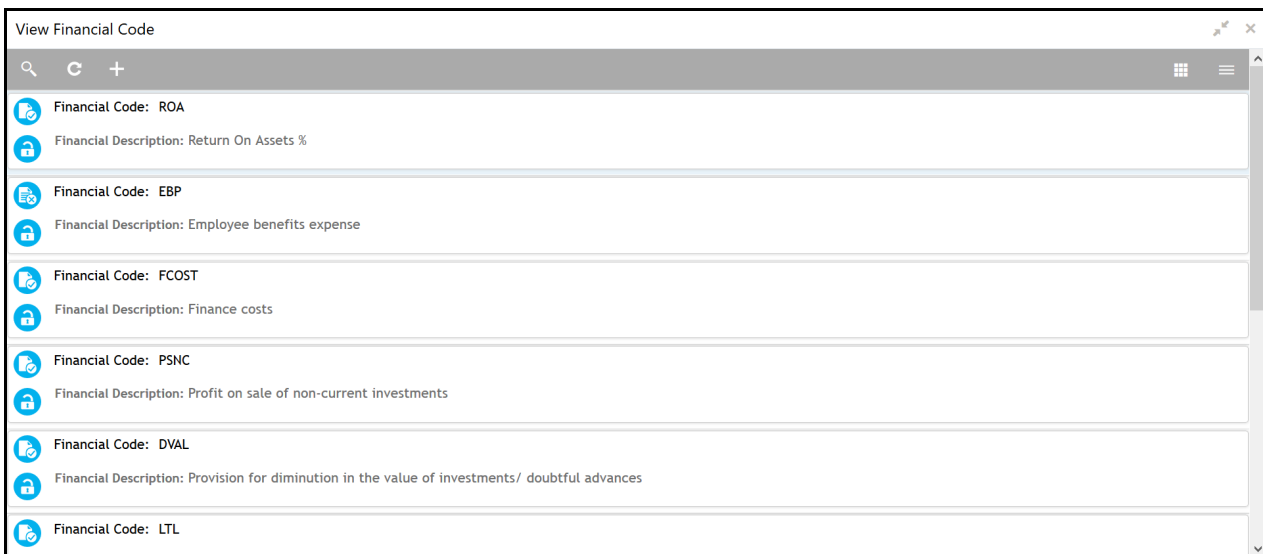 View Financial Code
Financial Code: ROA
Financial Description: Return On Assets %
Financial Code: EBP
Financial Description: Employee benefits expense
Financial Code: FCOST
Financial Description: Finance costs
Financial Code: PSNC
Financial Description: Profit on sale of non-current investments
Financial Code: DVAL
Financial Description: Provision for diminution in the value of investments/ doubtful advances
Financial Code: LTL